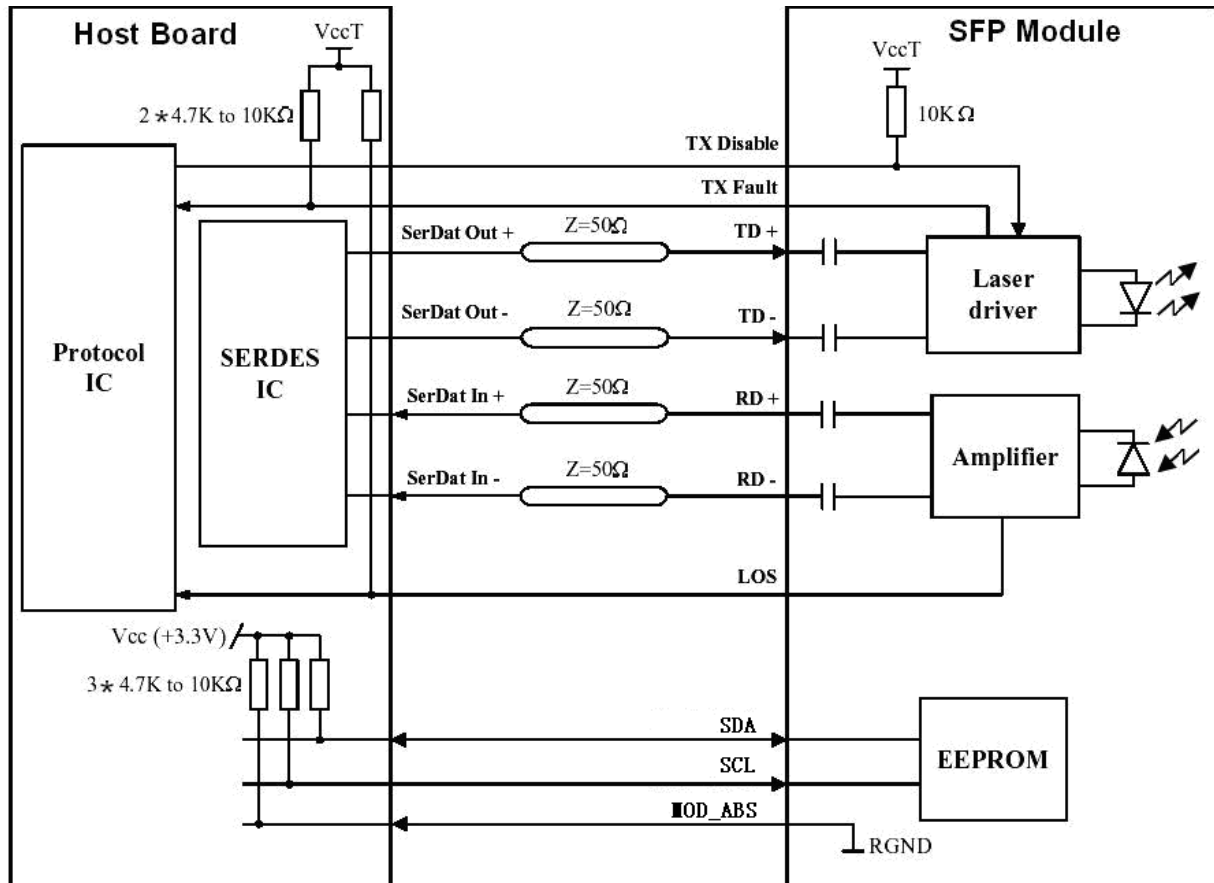 Host Board
SFP Module
VccT
VccT
2*4.7K to 10KΩ
10KΩ
TX Disable
TX Fault
SerDat Out +
Z=50Ω
TD +
Laser
driver
SerDat Out -
Z=50Ω
TD -
Protocol
IC
SERDES
IC
SerDat In +
Z=50Ω
RD +
Amplifier
SerDat In -
Z=50Ω
RD -
LOS
Vcc (+3.3V)
3*4.7K to 10KΩ
SDA
EEPROM
SCL
MOD_ABS
RGND